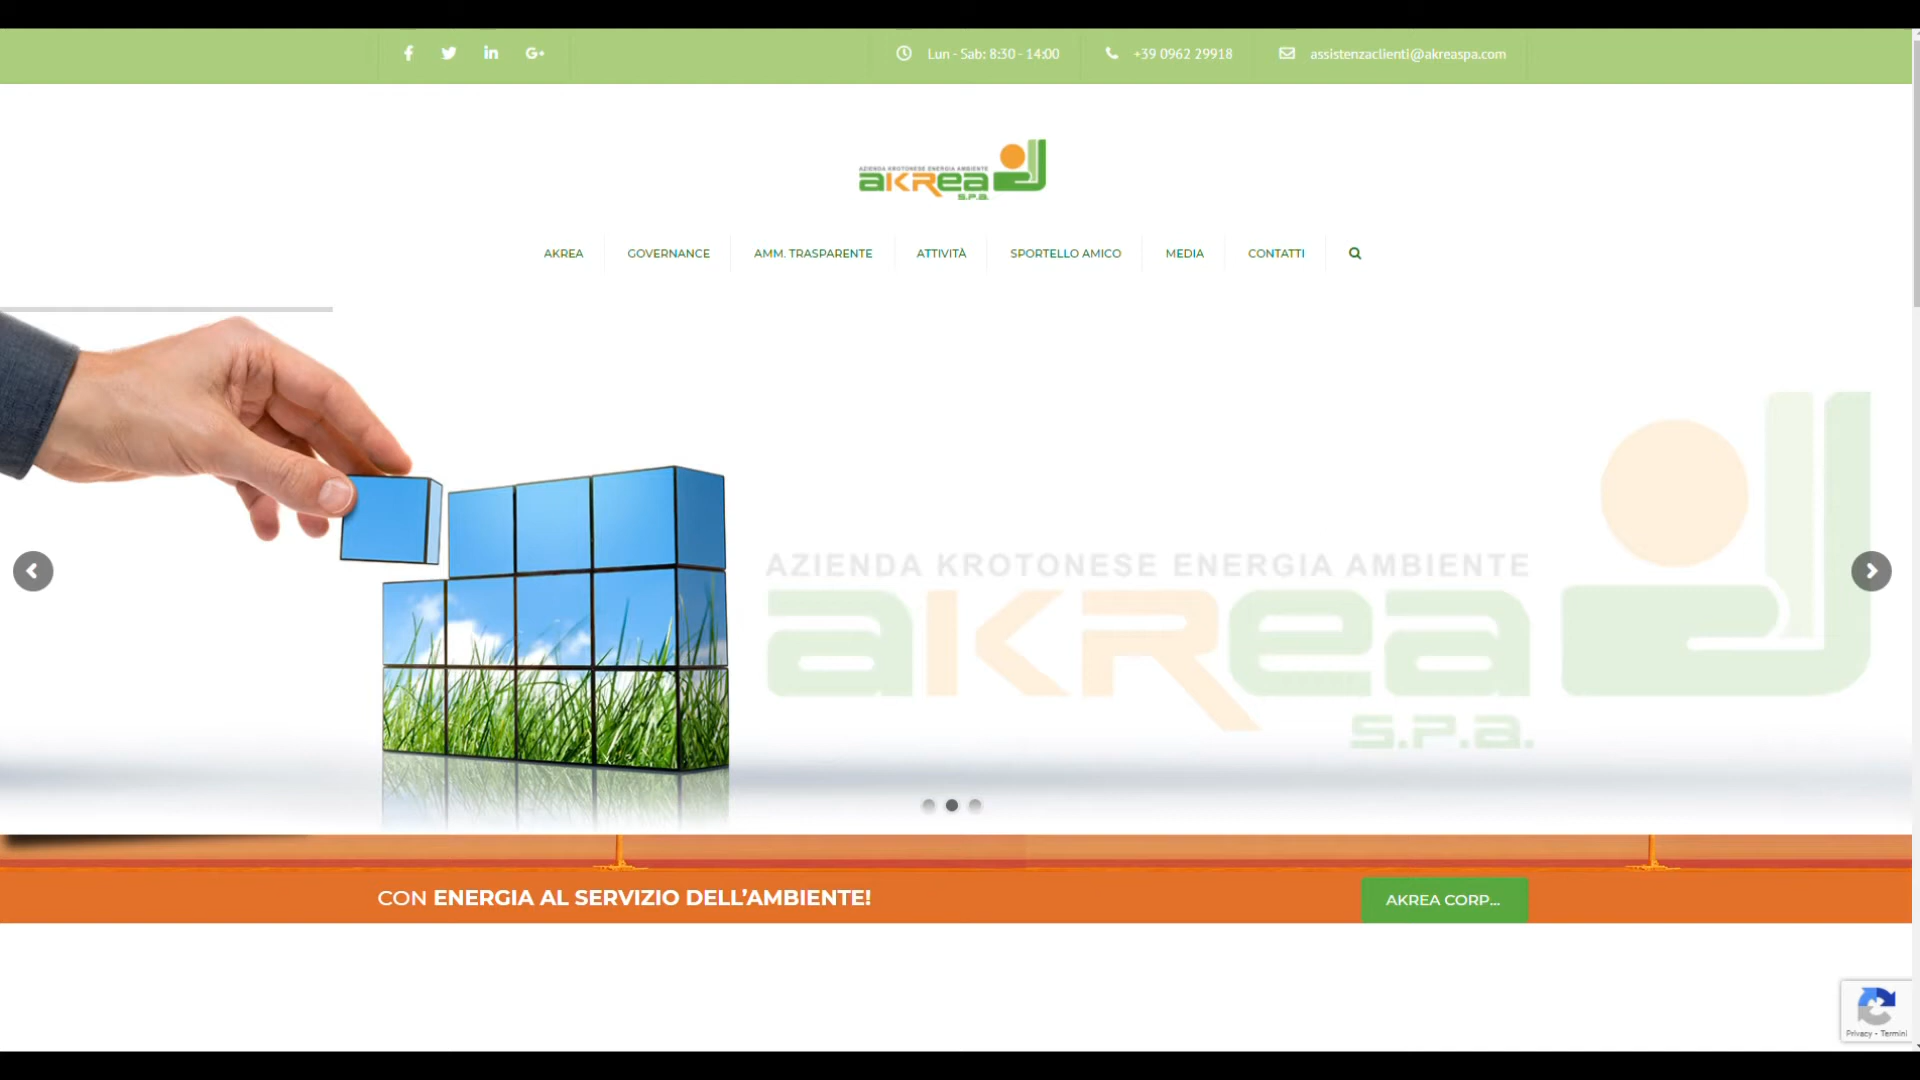 Lun - Sab: 8:30 - 14:00
+39 0962 29918
assistenzaclienti@akreaspa.com
AZIENDA KROTONESE ENERGIA AMBIENTE
aKRea
s.p.a.
AKREA
GOVERNANCE
AMM. TRASPARENTE
ATTIVITÀ
SPORTELLO AMICO
MEDIA
CONTATTI
AZIENDA KROTONESE ENERGIA AMBIENTE
aKRea
s.p.a.
CON ENERGIA AL SERVIZIO DELL’AMBIENTE!
AKREA CORP...
Privacy - Termini